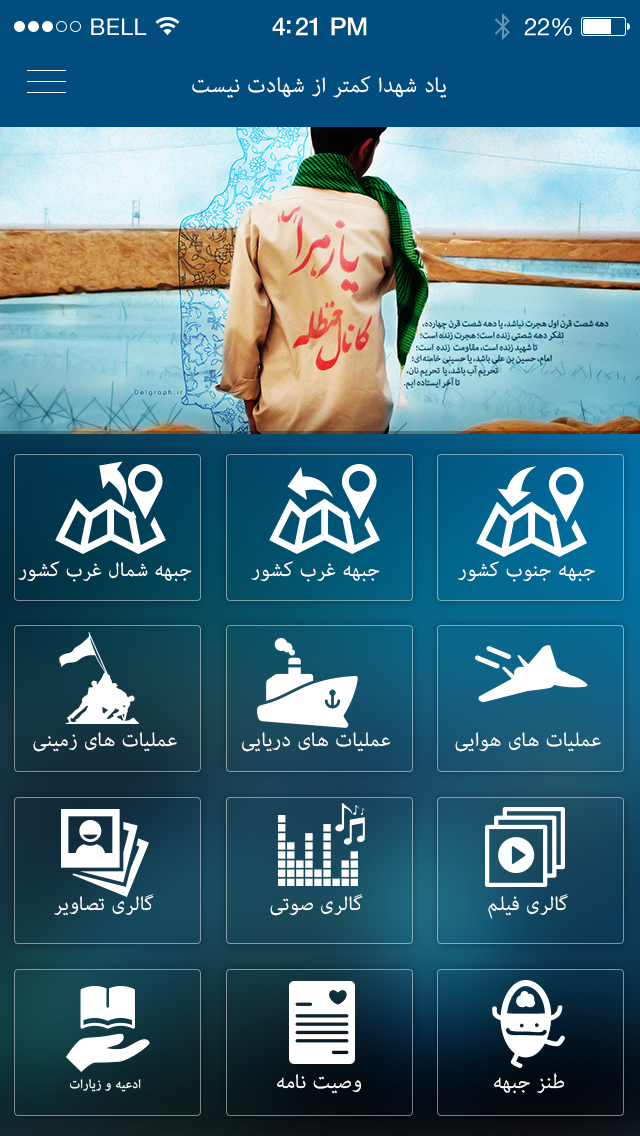 BELL 4:21 PM 22%
یاد شهدا کمتر از شهادت نیست
یا زهرا
کانال حنظله
دهه شصت قرن اول هجرت نباشد، یا دهه شصت قرن چهارده،
تفکر دهه شصتی زنده است؛ هجرت زنده است؛
تا شهید زنده است، مقاومت زنده است؛
امام، حسین بن علی باشد، یا حسینی خامنه ای؛
تحریم آب باشد، یا تحریم نان،
تا آخر ایستاده ایم.
Delgraph.ir
جبهه جنوب کشور
جبهه غرب کشور
جبهه شمال غرب کشور
عملیات های هوایی
عملیات های دریایی
عملیات های زمینی
گالری فیلم
گالری صوتی
گالری تصاویر
طنز جبهه
وصیت نامه
ادعیه و زیارات